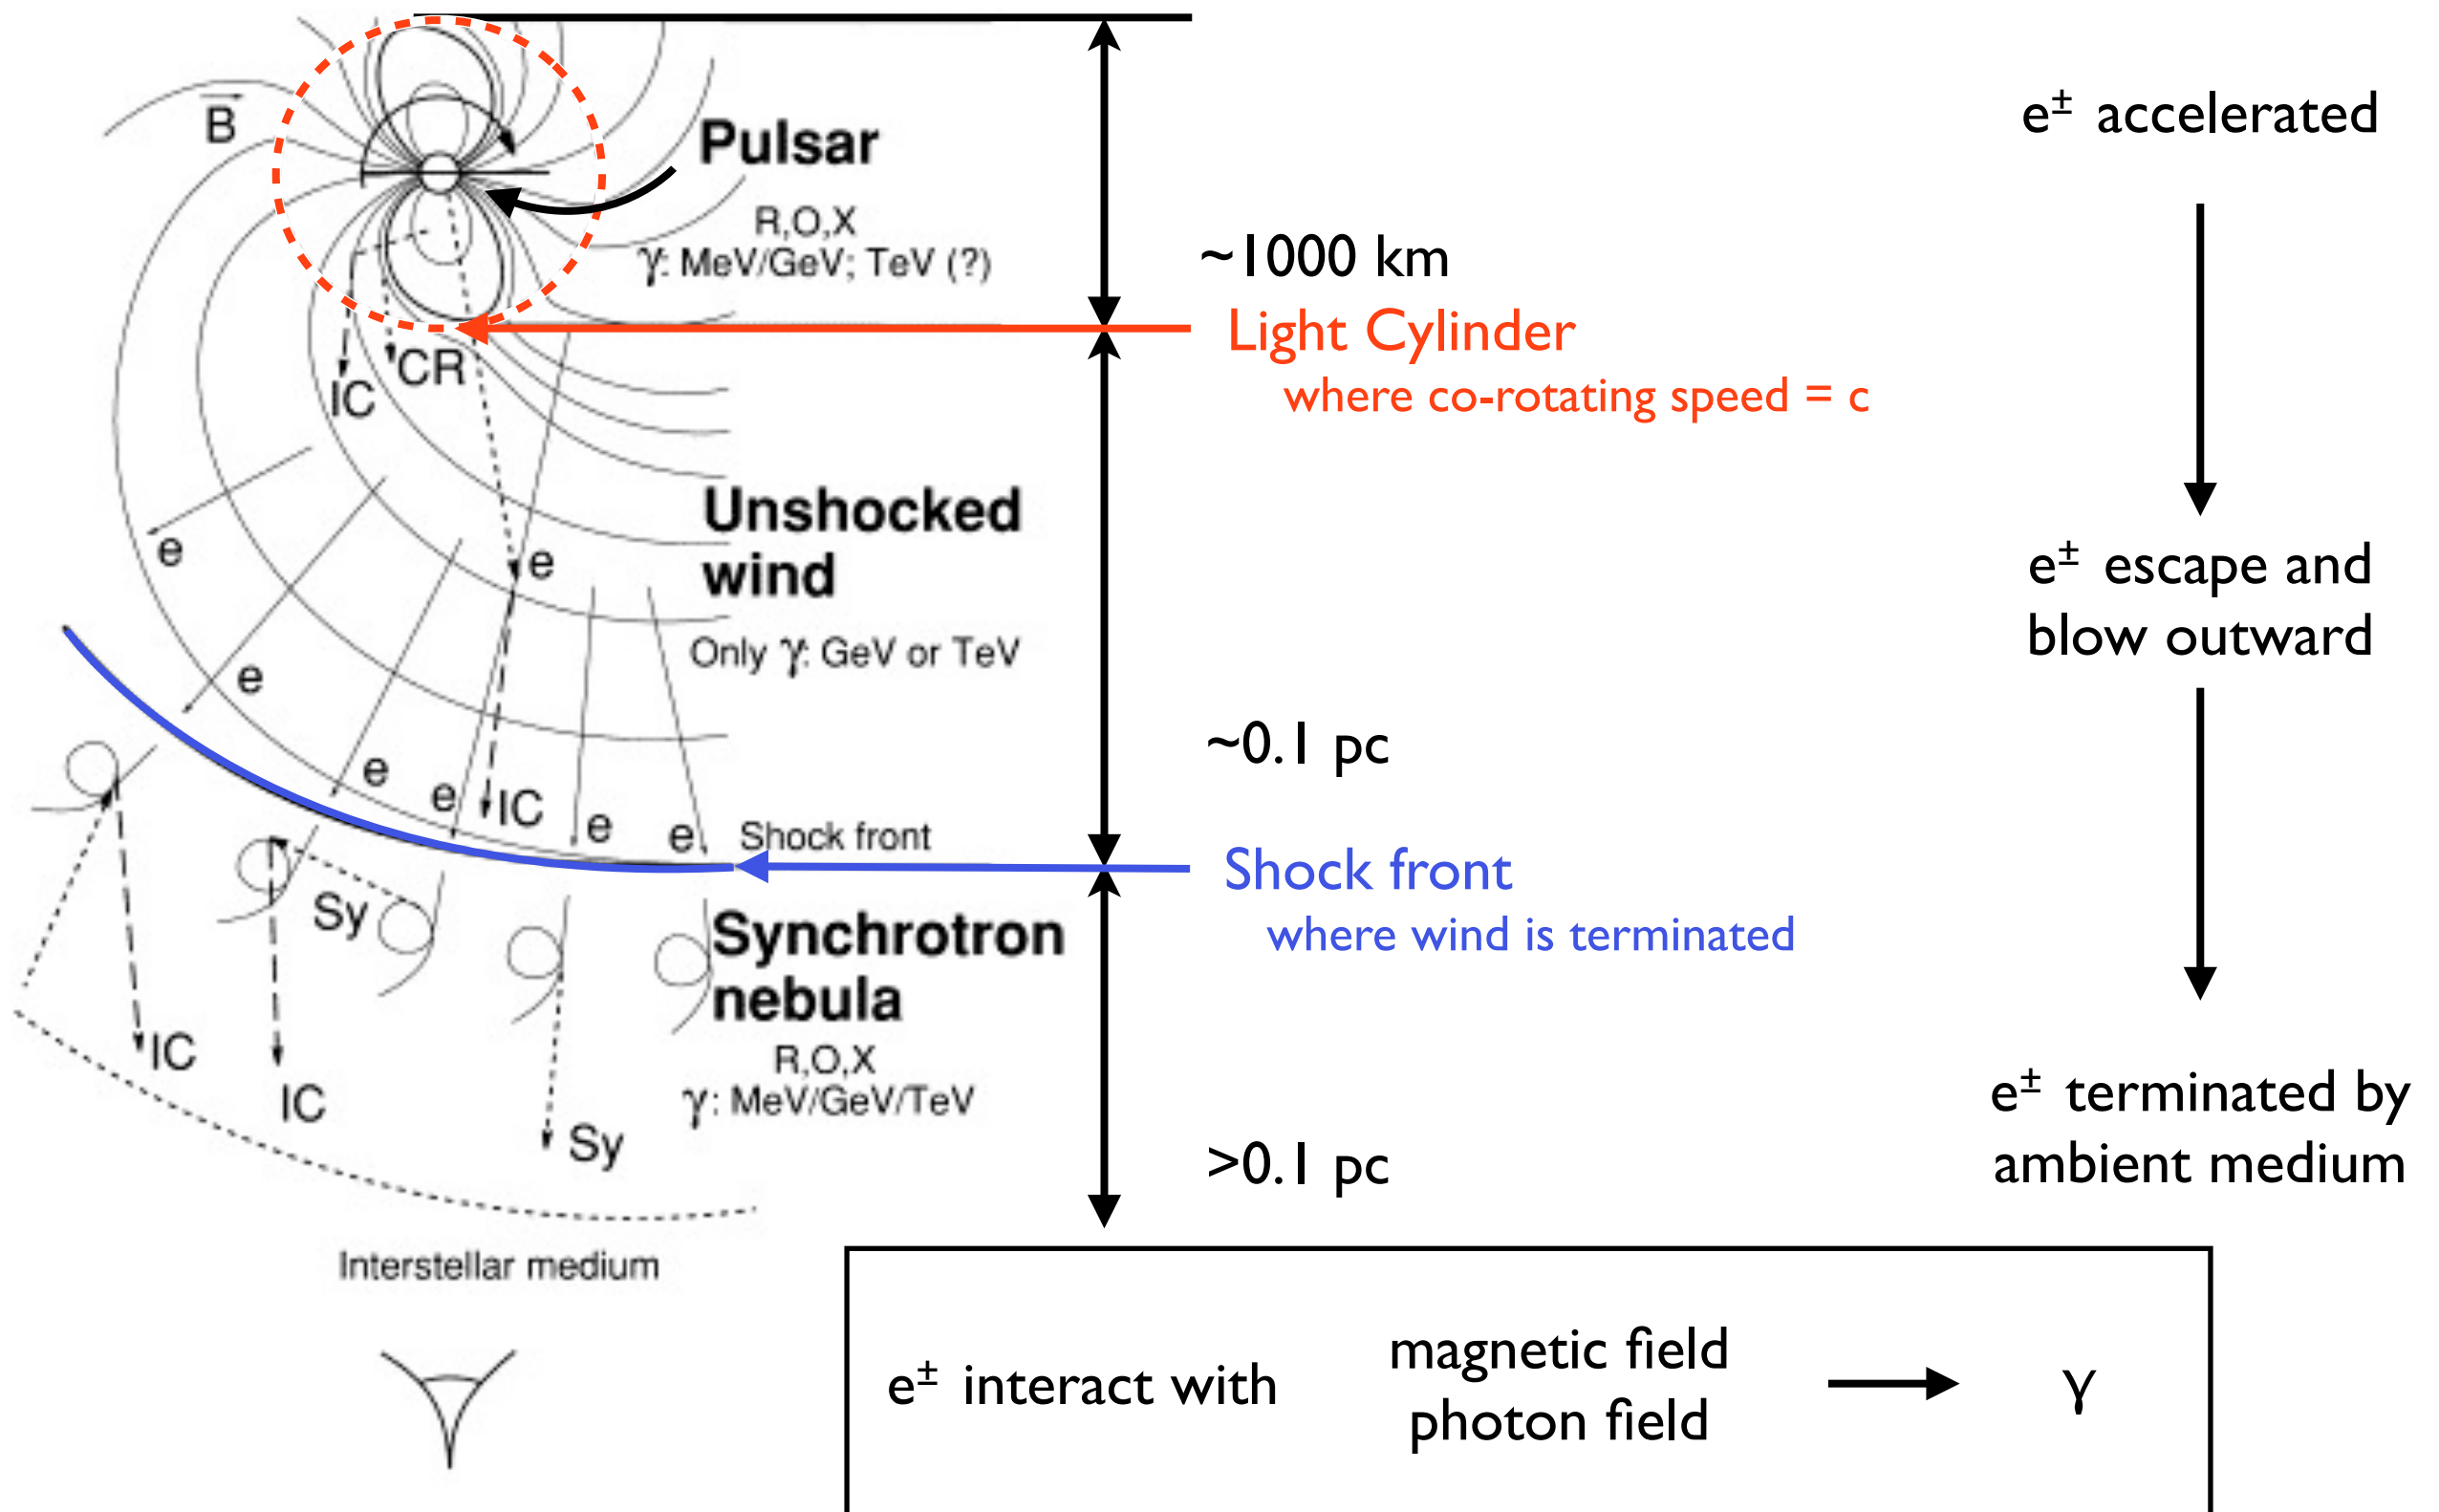 B
Pulsar
R,O,X
γ: MeV/GeV; TeV (?)
CR
IC
Unshocked
wind
Only γ: GeV or TeV
e
e
e
e
e
IC
e
e
Shock front
Sy
Synchrotron
nebula
R,O,X
γ: MeV/GeV/TeV
IC
IC
Sy
Interstellar medium
~1000 km
Light Cylinder
where co-rotating speed = c
~0.1 pc
Shock front
where wind is terminated
>0.1 pc
e± accelerated
e± escape and
blow outward
e± terminated by
ambient medium
e± interact with
magnetic field
photon field
γ